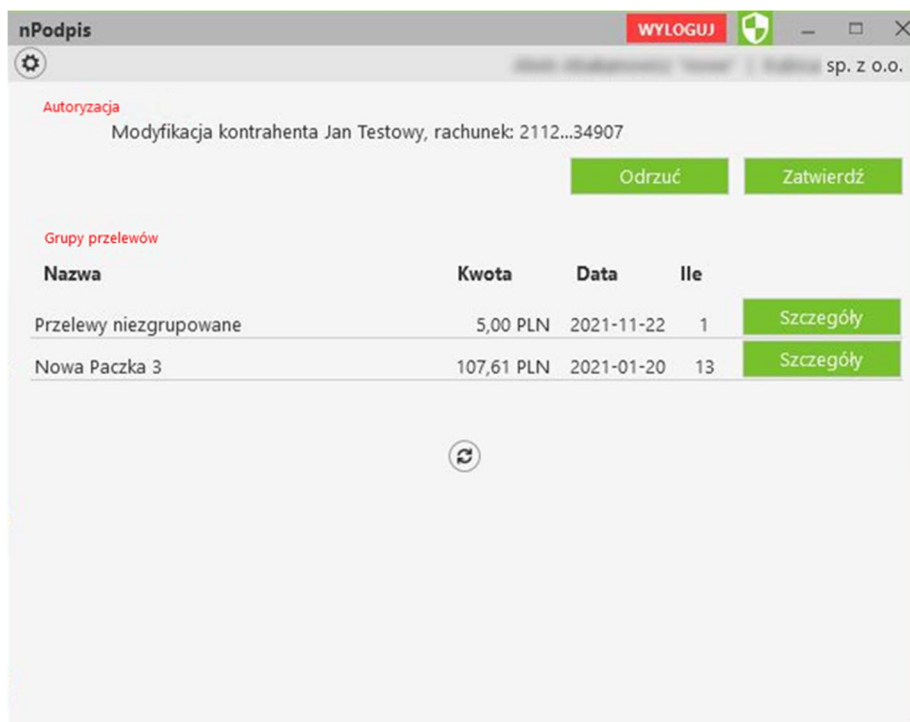 nPodpis WYLOGUJ
sp. z o.o.
Autoryzacja
Modyfikacja kontrahenta Jan Testowy, rachunek: 2112...34907
Odrzuć Zatwierdź
Grupy przelewów
Nazwa Kwota Data Ile
Przelewy niezgrupowane 5,00 PLN 2021-11-22 1 Szczegóły
Nowa Paczka 3 107,61 PLN 2021-01-20 13 Szczegóły